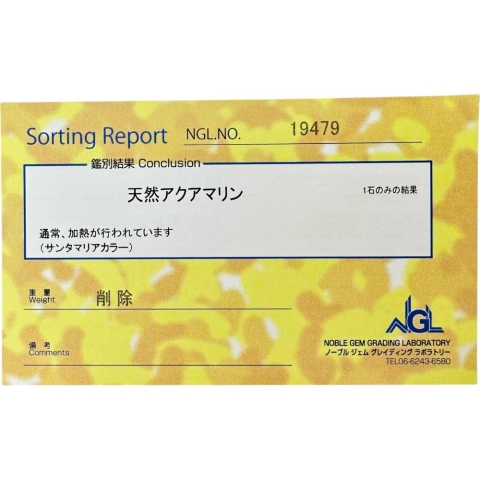 Sorting Report NGL.NO. 19479
鑑別結果 Conclusion
天然アクアマリン 1石のみの結果
通常、加熱が行われています
（サンタマリアカラー）
重量
Weight 削除
備考
Comments
NGL
NOBLE GEM GRADING LABORATORY
ノーブル ジェム グレイディング ラボラトリー
TEL06-6243-6580